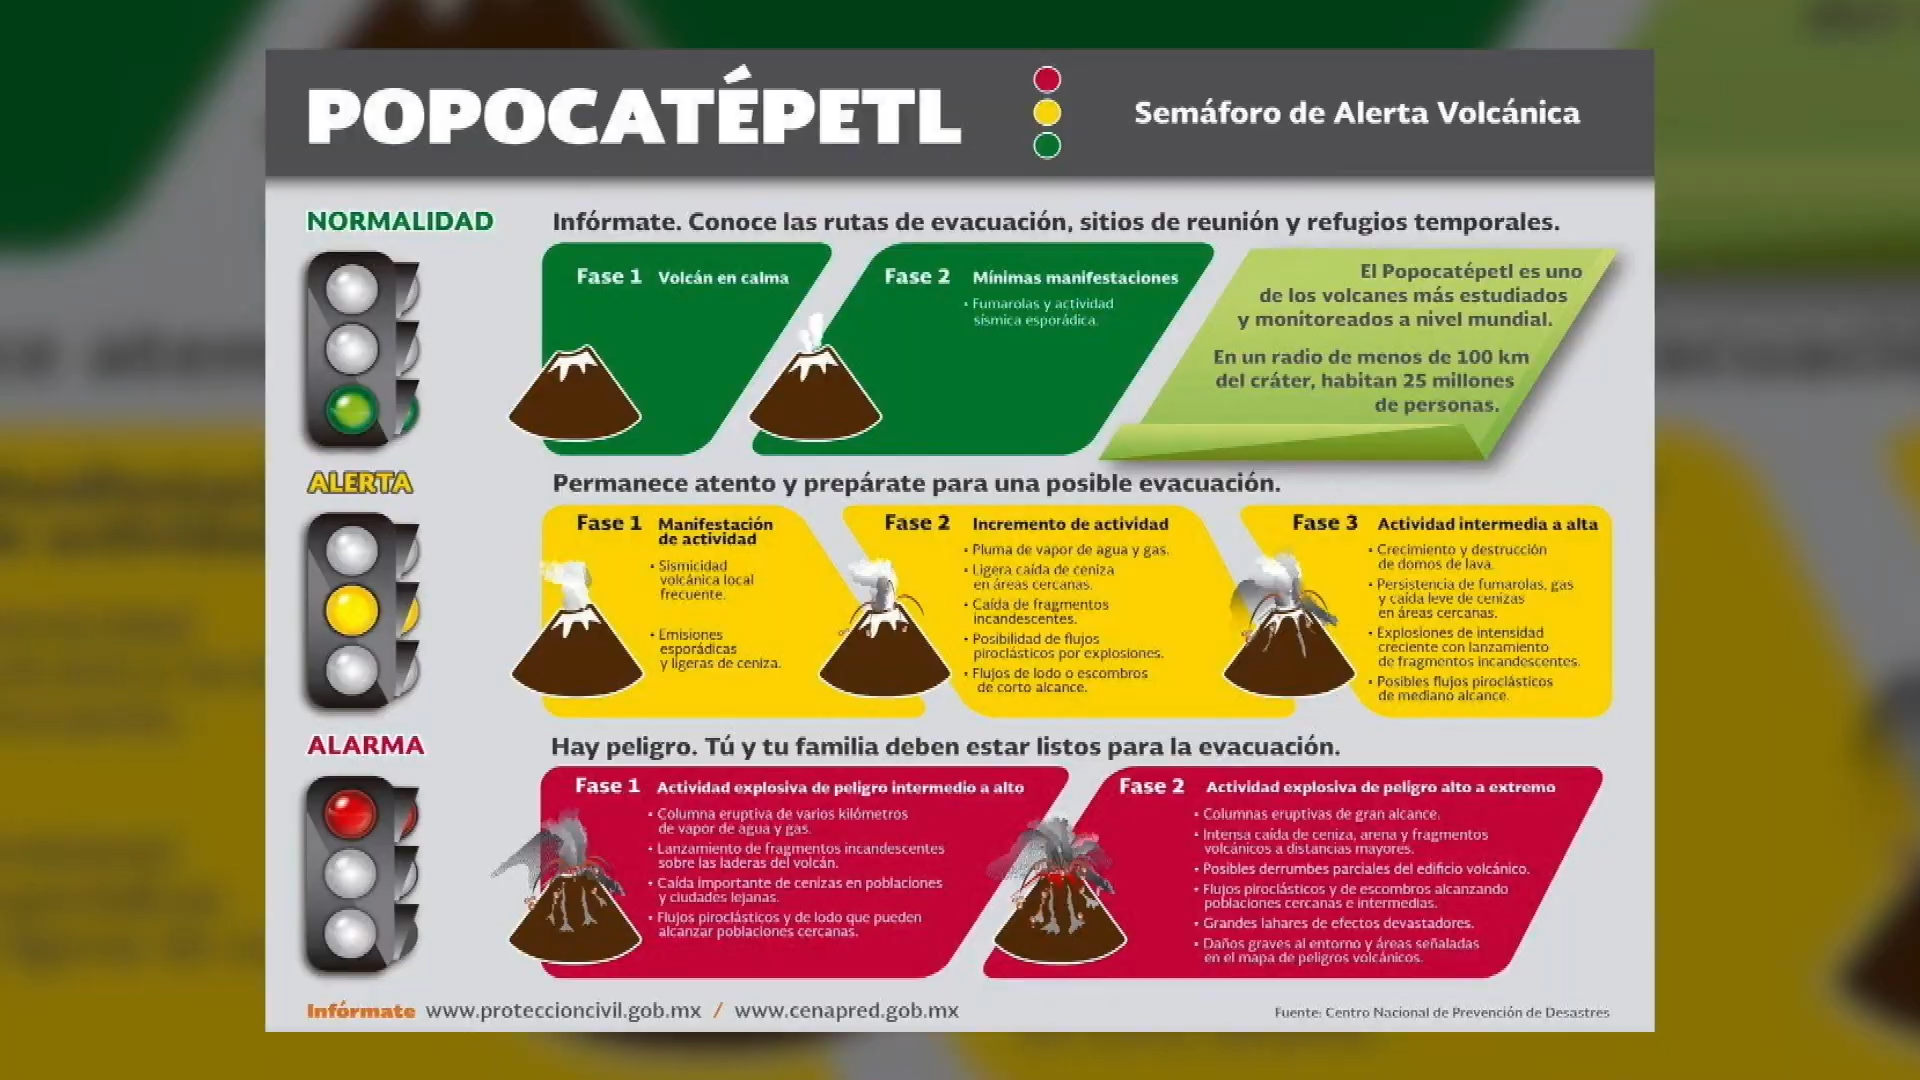 POPOCATÉPETL
Semáforo de Alerta Volcánica
NORMALIDAD
Infórmate. Conoce las rutas de evacuación, sitios de reunión y refugios temporales.
Fase 1 Volcán en calma
Fase 2 Mínimas manifestaciones
• Fumarolas y actividad
sísmica esporádica.
El Popocatépetl es uno
de los volcanes más estudiados
y monitoreados a nivel mundial.
En un radio de menos de 100 km
del cráter, habitan 25 millones
de personas.
ALERTA
Permanece atento y prepárate para una posible evacuación.
Fase 1 Manifestación
de actividad
• Sismicidad
volcánica local
frecuente.
• Emisiones
esporádicas
y ligeras de ceniza.
Fase 2 Incremento de actividad
• Pluma de vapor de agua y gas.
• Ligera caída de ceniza
en áreas cercanas.
• Caída de fragmentos
incandescentes.
• Posibilidad de flujos
piroclásticos por explosiones.
• Flujos de lodo o escombros
de corto alcance.
Fase 3 Actividad intermedia a alta
• Crecimiento y destrucción
de domos de lava.
• Persistencia de fumarolas, gas
y caída leve de cenizas
en áreas cercanas.
• Explosiones de intensidad
creciente con lanzamiento
de fragmentos incandescentes.
• Posibles flujos piroclásticos
de mediano alcance.
ALARMA
Hay peligro. Tú y tu familia deben estar listos para la evacuación.
Fase 1 Actividad explosiva de peligro intermedio a alto
• Columna eruptiva de varios kilómetros
de vapor de agua y gas.
• Lanzamiento de fragmentos incandescentes
sobre las laderas del volcán.
• Caída importante de cenizas en poblaciones
y ciudades lejanas.
• Flujos piroclásticos y de lodo que pueden
alcanzar poblaciones cercanas.
Fase 2 Actividad explosiva de peligro alto a extremo
• Columnas eruptivas de gran alcance.
• Intensa caída de ceniza, arena y fragmentos
volcánicos a distancias mayores.
• Posibles derrumbes parciales del edificio volcánico.
• Flujos piroclásticos y de escombros alcanzando
poblaciones cercanas e intermedias.
• Grandes lahares de efectos devastadores.
• Daños graves al entorno y áreas señaladas
en el mapa de peligros volcánicos.
Infórmate www.proteccioncivil.gob.mx / www.cenapred.gob.mx
Fuente: Centro Nacional de Prevención de Desastres